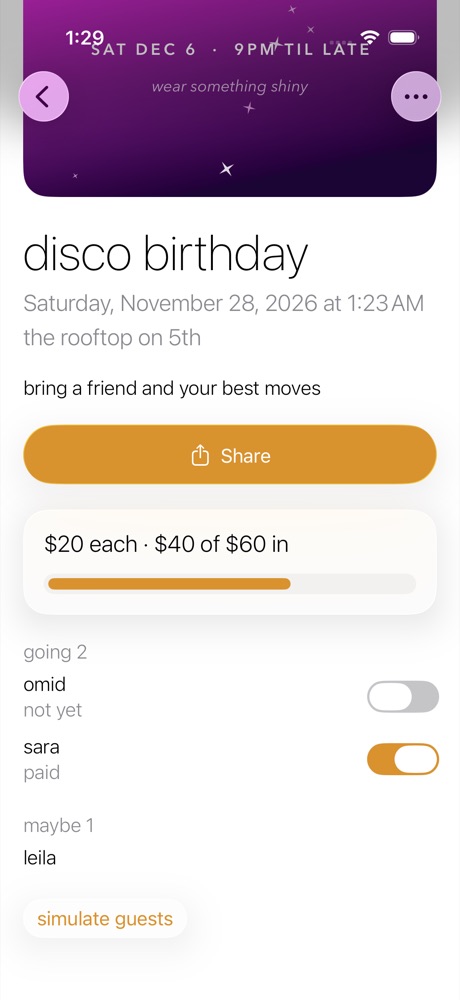 1:29
SAT DEC 6 · 9PM TIL LATE
wear something shiny
disco birthday
Saturday, November 28, 2026 at 1:23 AM
the rooftop on 5th
bring a friend and your best moves
Share
$20 each · $40 of $60 in
going 2
omid
not yet
sara
paid
maybe 1
leila
simulate guests